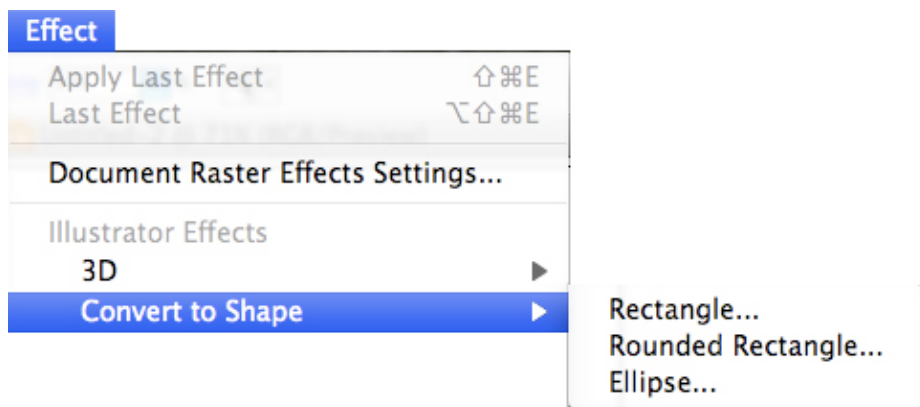 Effect
Apply Last Effect ⇧⌘E
Last Effect ⌥⇧⌘E
Document Raster Effects Settings...
Illustrator Effects
3D
Convert to Shape
Rectangle...
Rounded Rectangle...
Ellipse...